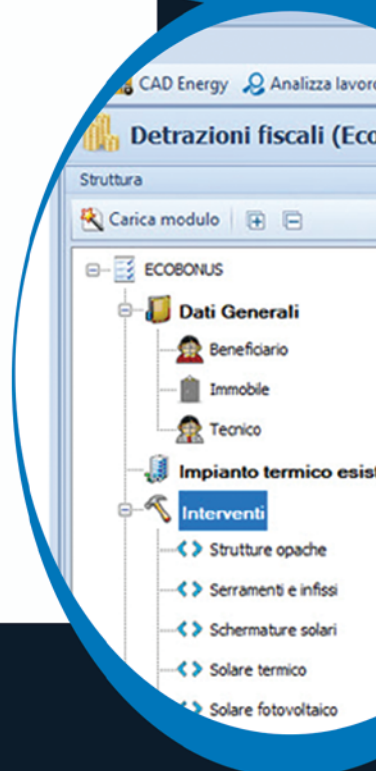 CAD Energy Analizza lavoro
Detrazioni fiscali (Eco
Struttura
Carica modulo
ECOBONUS
Dati Generali
Beneficiario
Immobile
Tecnico
Impianto termico esist
Interventi
Strutture opache
Serramenti e infissi
Schermature solari
Solare termico
Solare fotovoltaico